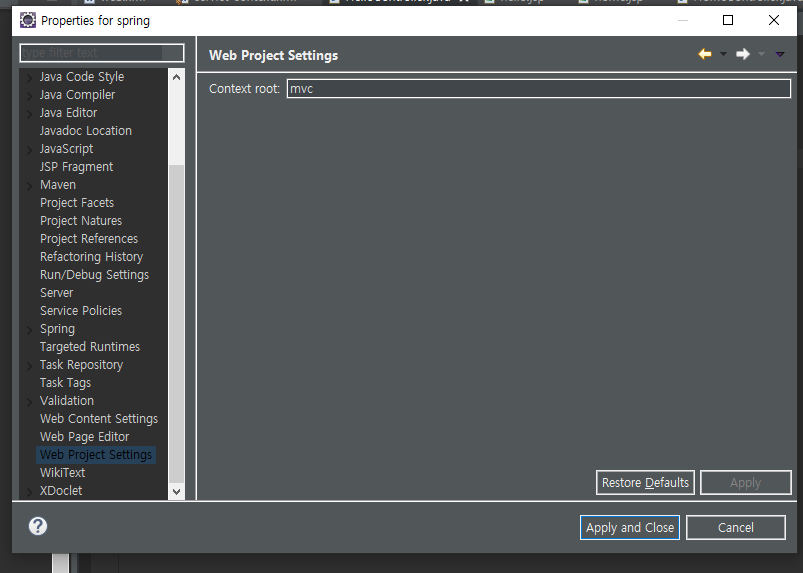 Properties for spring
type filter text
Web Project Settings
Java Code Style
Java Compiler
Java Editor
Javadoc Location
JavaScript
JSP Fragment
Maven
Project Facets
Project Natures
Project References
Refactoring History
Run/Debug Settings
Server
Service Policies
Spring
Targeted Runtimes
Task Repository
Task Tags
Validation
Web Content Settings
Web Page Editor
Web Project Settings
WikiText
XDoclet
Context root: mvc
Restore Defaults Apply
Apply and Close Cancel